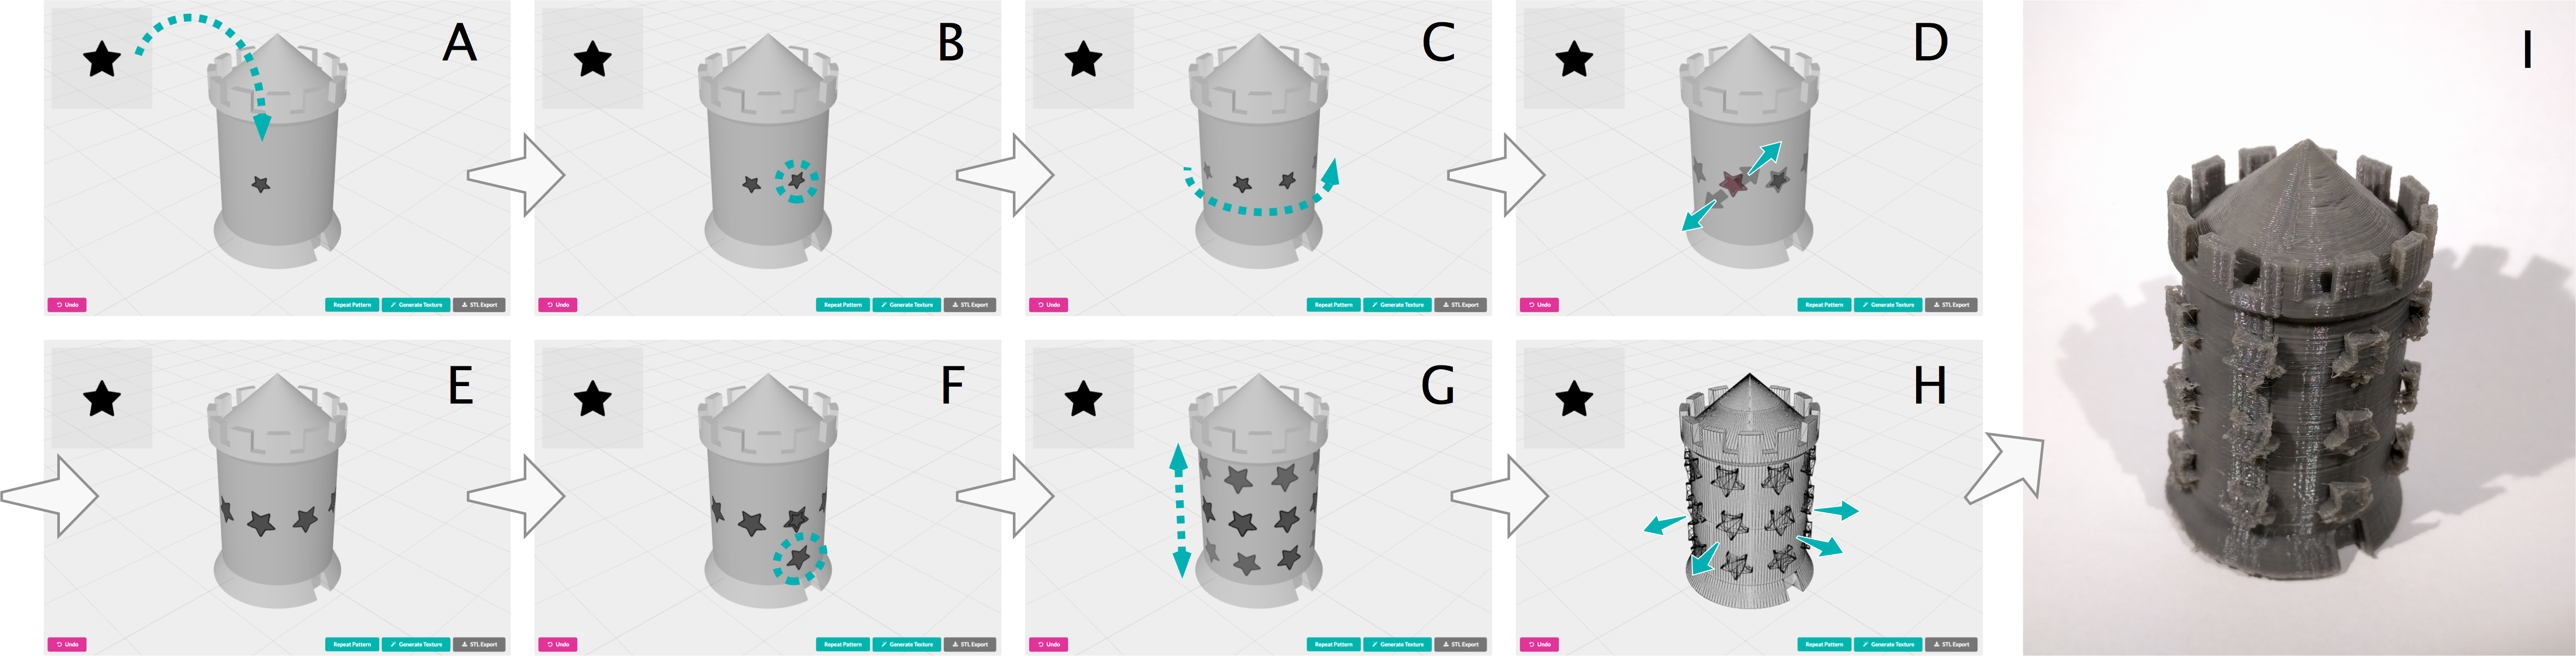 A
Undo
Repeat Pattern
Generate Texture
STL Export
B
Undo
Repeat Pattern
Generate Texture
STL Export
C
Undo
Repeat Pattern
Generate Texture
STL Export
D
Undo
Repeat Pattern
Generate Texture
STL Export
I
E
Undo
Repeat Pattern
Generate Texture
STL Export
F
Undo
Repeat Pattern
Generate Texture
STL Export
G
Undo
Repeat Pattern
Generate Texture
STL Export
H
Undo
Repeat Pattern
Generate Texture
STL Export